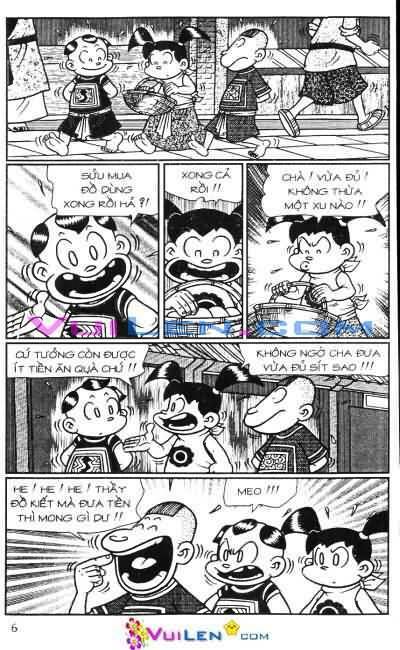 SỬU MUA
ĐỒ DÙNG
XONG RỒI HẢ ?!
XONG CẢ
RỒI !!
CHÀ ! VỪA ĐỦ !
KHÔNG THỪA
MỘT XU NÀO !!
VUILEN.COM
CỨ TƯỞNG CÒN ĐƯỢC
ÍT TIỀN ĂN QUÀ CHỨ !!
KHÔNG NGỜ CHA ĐƯA
VỪA ĐỦ SÍT SAO !!!
HE ! HE ! HE ! THẦY
ĐỒ KIẾT MÀ ĐƯA TIỀN
THÌ MONG GÌ DƯ !!
MEO !!!
6
VUILEN.COM